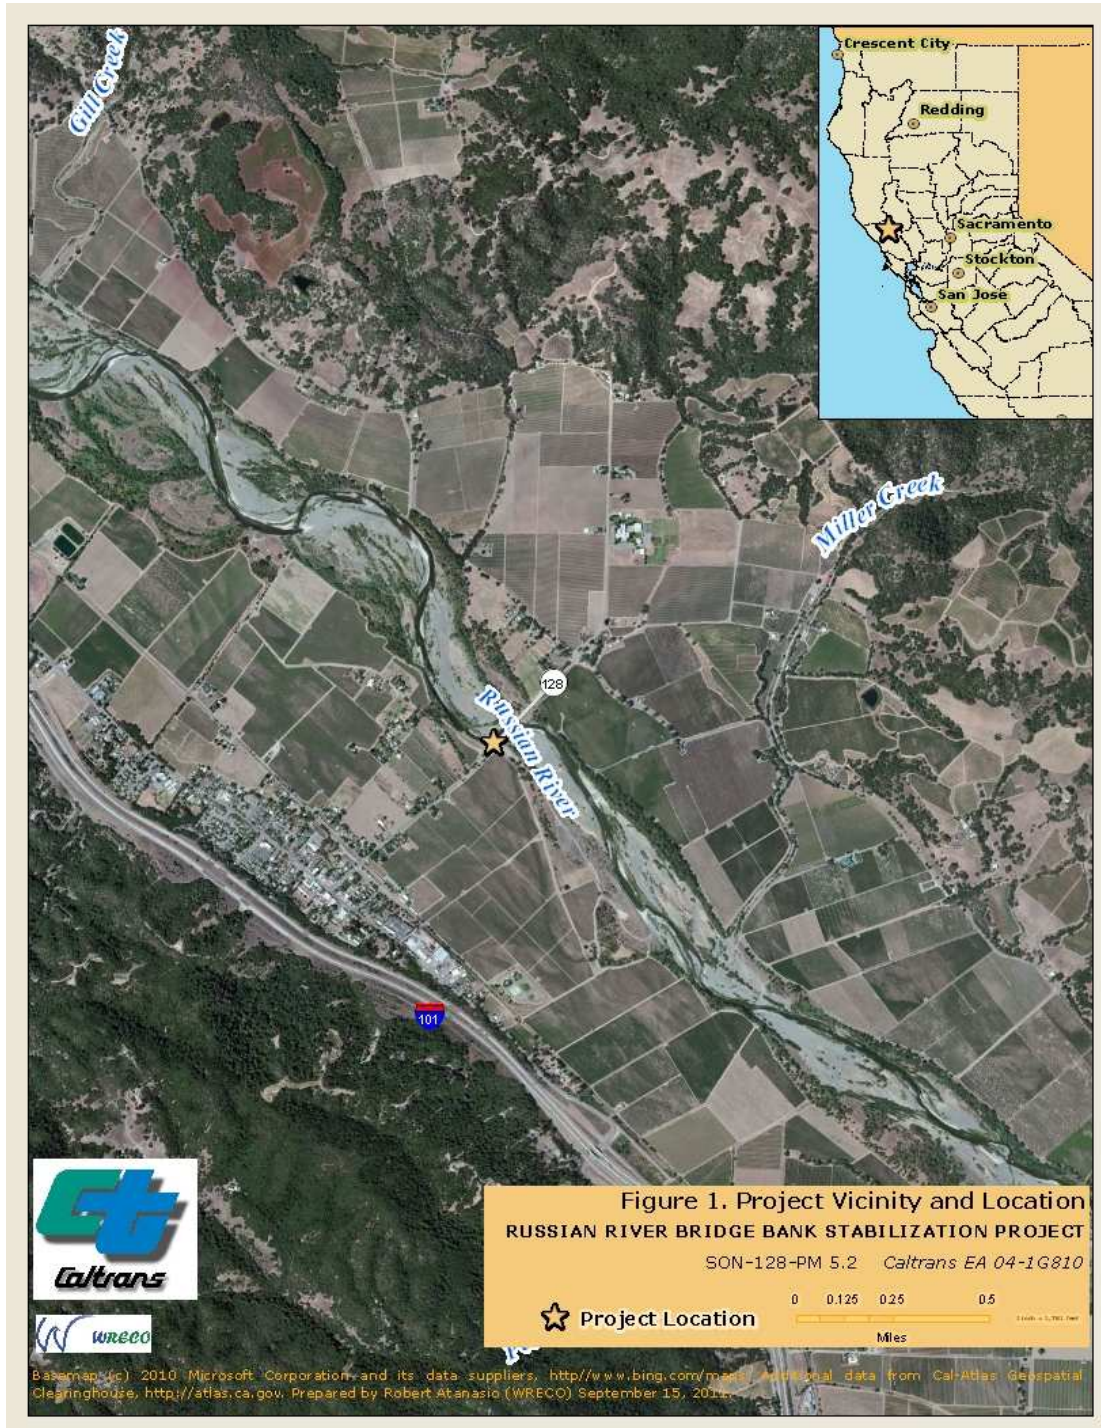 Gill Creek
Crescent City
Redding
Sacramento
Stockton
San Jose
Miller Creek
128
Russian River
101
Caltrans
WRECO
Figure 1. Project Vicinity and Location
RUSSIAN RIVER BRIDGE BANK STABILIZATION PROJECT
SON-128-PM 5.2 Caltrans EA 04-1G810
0 0.125 0.25 0.5
Miles
Project Location
Basemap (c) 2010 Microsoft Corporation and its data suppliers, http//www.bing.com/maps. Additional data from Cal-Atlas Geospatial
Clearinghouse, http://atlas.ca.gov. Prepared by Robert Atanasio (WRECO) September 15, 2011.